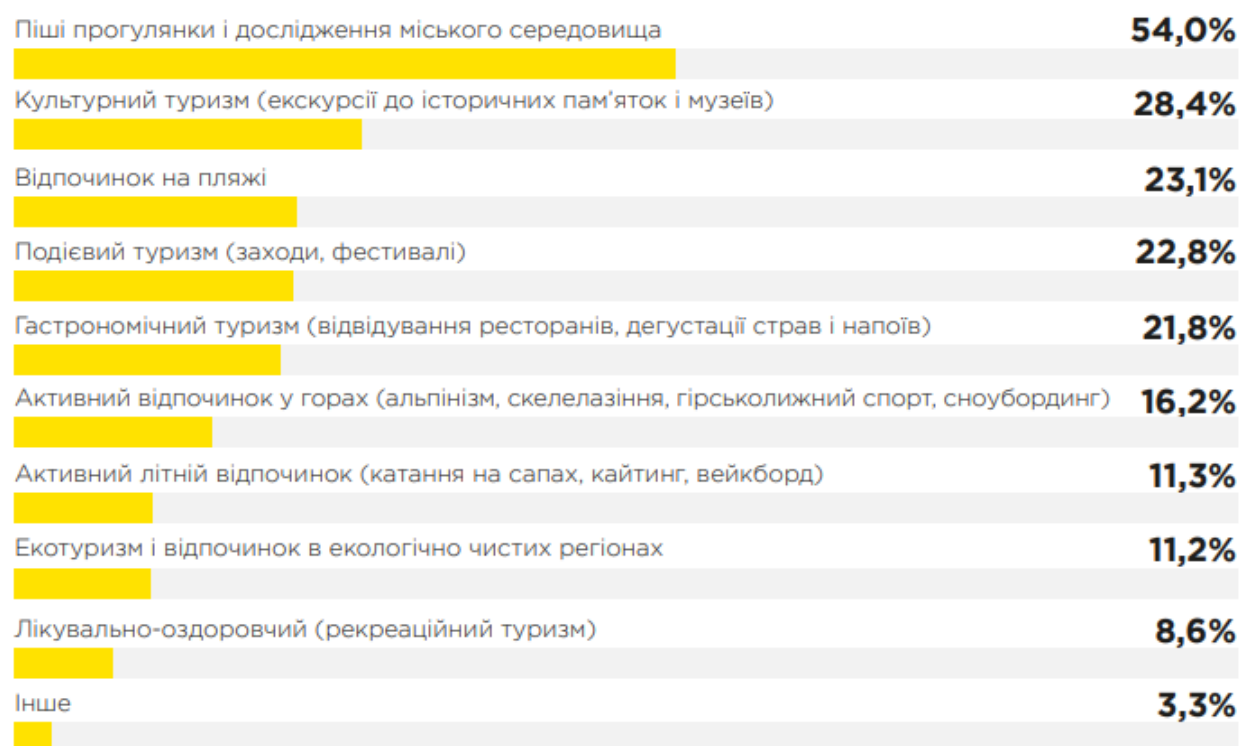 Піші прогулянки і дослідження міського середовища 54,0%
Культурний туризм (екскурсії до історичних пам'яток і музеїв) 28,4%
Відпочинок на пляжі 23,1%
Подієвий туризм (заходи, фестивалі) 22,8%
Гастрономічний туризм (відвідування ресторанів, дегустації страв і напоїв) 21,8%
Активний відпочинок у горах (альпінізм, скелелазіння, гірськолижний спорт, сноубординг) 16,2%
Активний літній відпочинок (катання на сапах, кайтинг, вейкборд) 11,3%
Екотуризм і відпочинок в екологічно чистих регіонах 11,2%
Лікувально-оздоровчий (рекреаційний туризм) 8,6%
Інше 3,3%